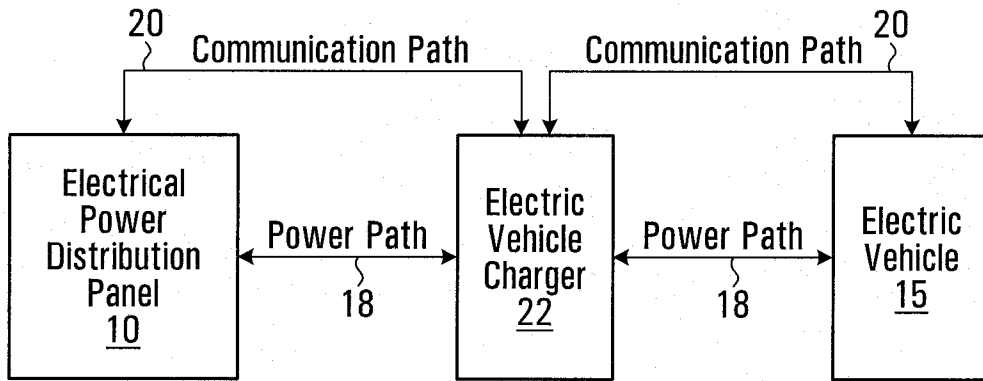 20
Communication Path
20
Communication Path
Electrical
Power
Distribution
Panel
10
Power Path
18
Electric
Vehicle
Charger
22
Power Path
18
Electric
Vehicle
15